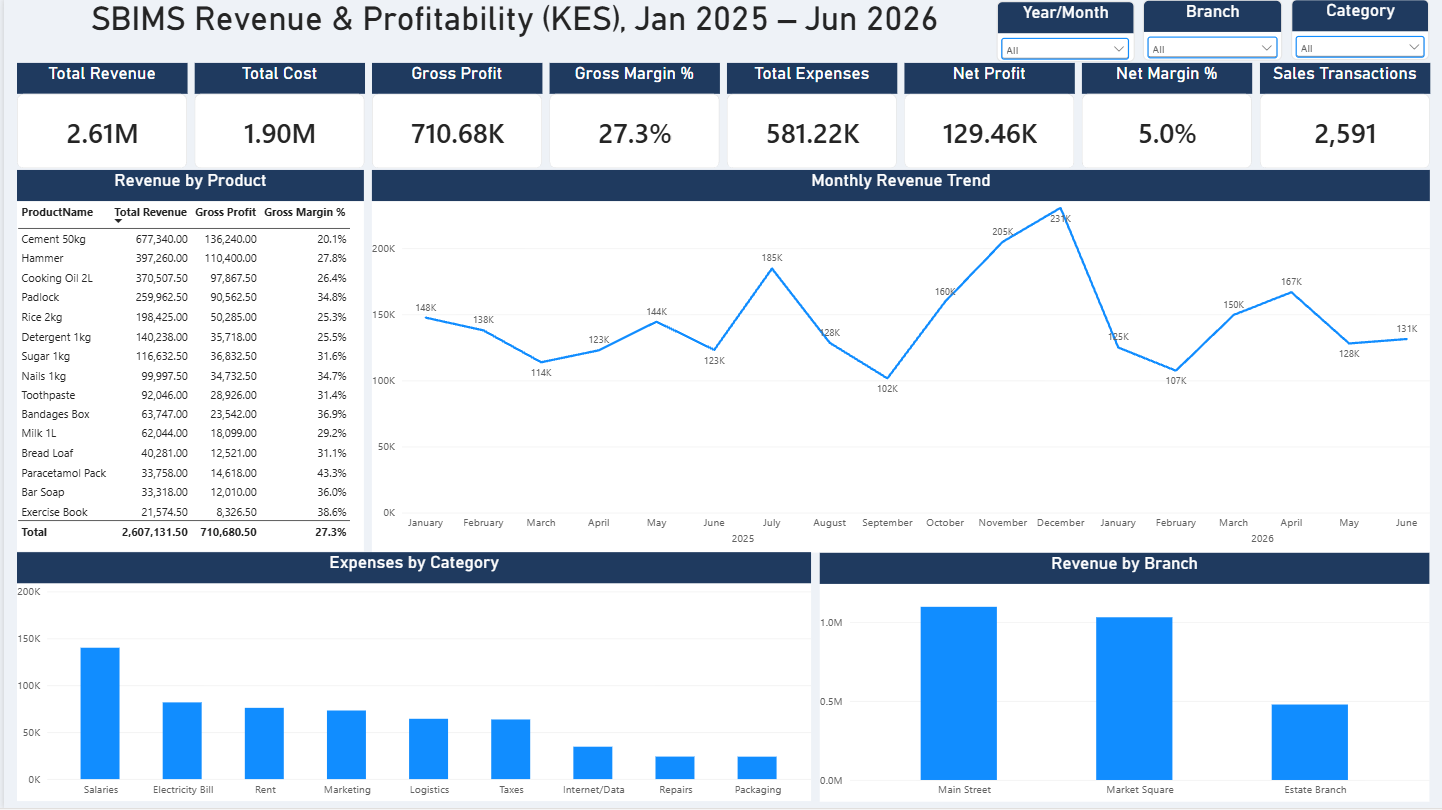 SBIMS Revenue & Profitability (KES), Jan 2025 — Jun 2026
Year/Month
Branch
Category
All
All
All
Total Revenue
Total Cost
Gross Profit
Gross Margin %
Total Expenses
Net Profit
Net Margin %
Sales Transactions
2.61M
1.90M
710.68K
27.3%
581.22K
129.46K
5.0%
2,591
Revenue by Product
ProductName Total Revenue Gross Profit Gross Margin %
Cement 50kg 677,340.00 136,240.00 20.1%
Hammer 397,260.00 110,400.00 27.8%
Cooking Oil 2L 370,507.50 97,867.50 26.4%
Padlock 259,962.50 90,562.50 34.8%
Rice 2kg 198,425.00 50,285.00 25.3%
Detergent 1kg 140,238.00 35,718.00 25.5%
Sugar 1kg 116,632.50 36,832.50 31.6%
Nails 1kg 99,997.50 34,732.50 34.7%
Toothpaste 92,046.00 28,926.00 31.4%
Bandages Box 63,747.00 23,542.00 36.9%
Milk 1L 62,044.00 18,099.00 29.2%
Bread Loaf 40,281.00 12,521.00 31.1%
Paracetamol Pack 33,758.00 14,618.00 43.3%
Bar Soap 33,318.00 12,010.00 36.0%
Exercise Book 21,574.50 8,326.50 38.6%
Total 2,607,131.50 710,680.50 27.3%
Monthly Revenue Trend
200K
150K
100K
50K
0K
148K
138K
114K
123K
144K
123K
185K
128K
102K
160K
205K
231K
125K
107K
150K
167K
128K
131K
January February March April May June July August September October November December January February March April May June
2025 2026
Expenses by Category
200K
150K
100K
50K
0K
Salaries Electricity Bill Rent Marketing Logistics Taxes Internet/Data Repairs Packaging
Revenue by Branch
1.0M
0.5M
0.0M
Main Street Market Square Estate Branch